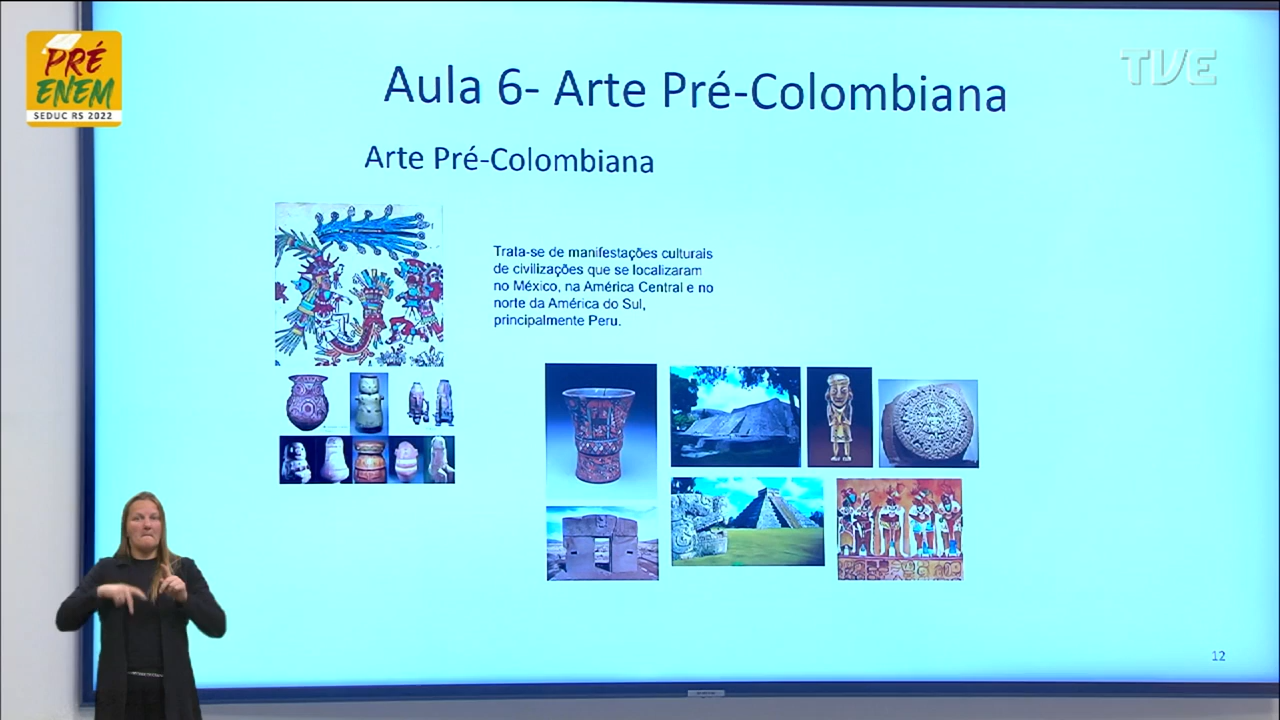 PRÉ
ENEM
SEDUC RS 2022
TVE
Aula 6- Arte Pré-Colombiana
Arte Pré-Colombiana
Trata-se de manifestações culturais
de civilizações que se localizaram
no México, na América Central e no
norte da América do Sul,
principalmente Peru.
12